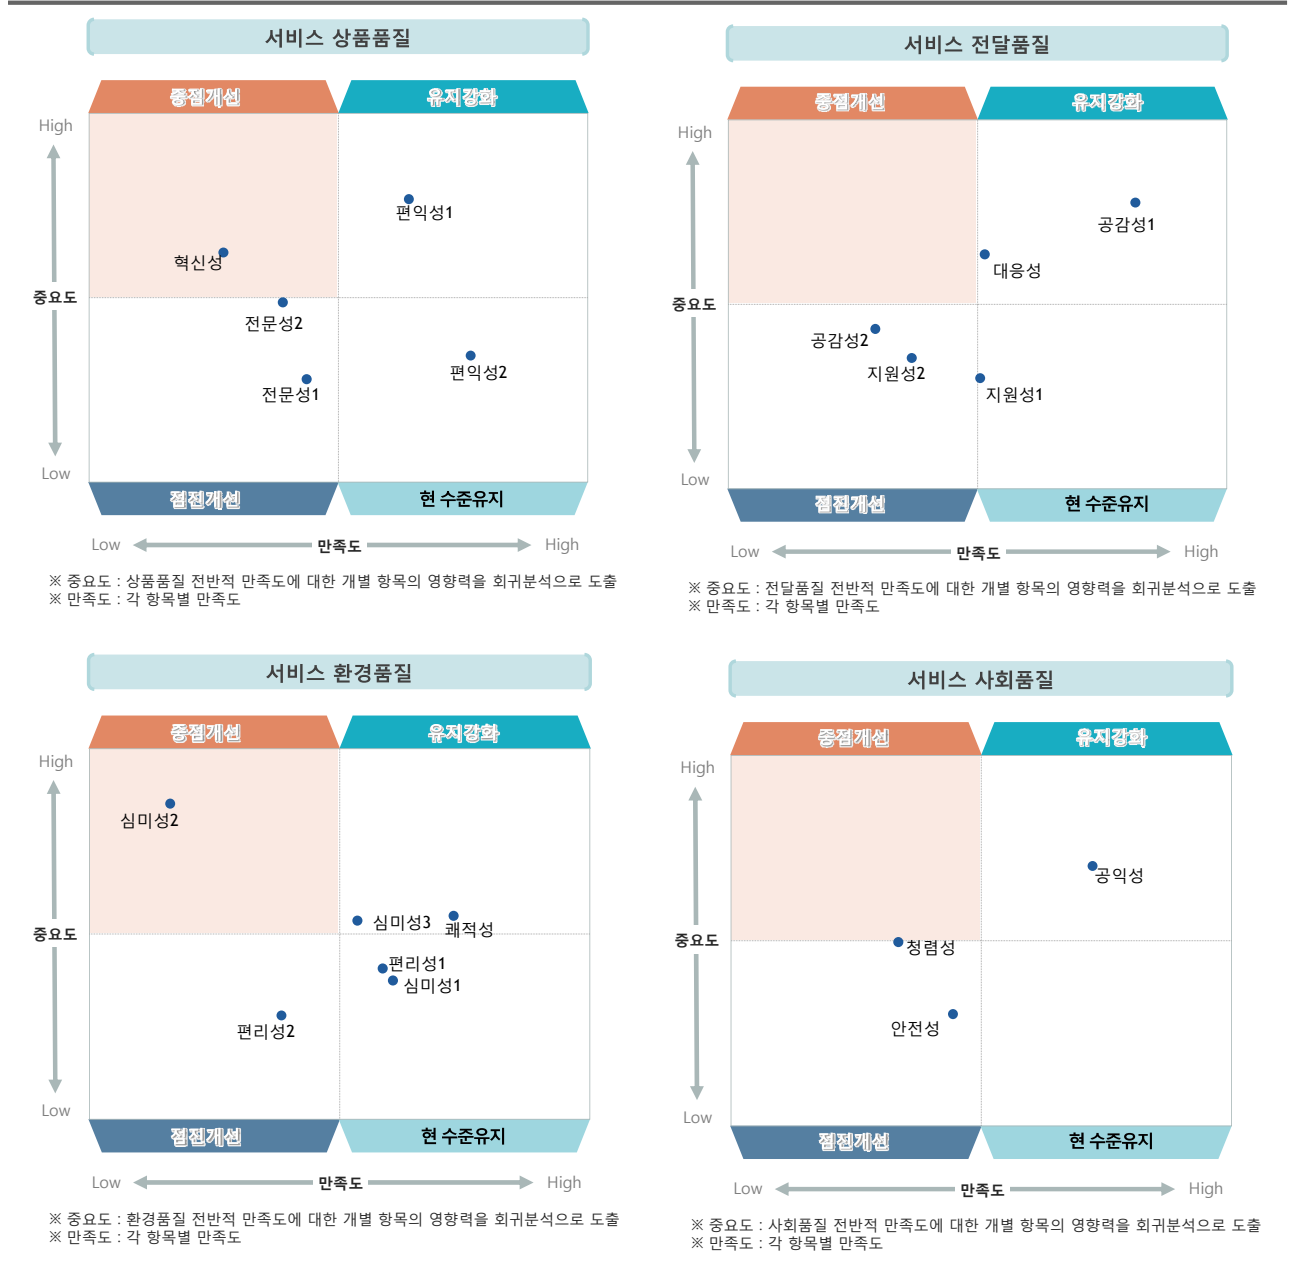 서비스 상품품질
중점개선
유지강화
High
편익성1
혁신성
중요도
전문성2
편익성2
전문성1
Low
점진개선
현 수준유지
Low
만족도
High
※ 중요도 : 상품품질 전반적 만족도에 대한 개별 항목의 영향력을 회귀분석으로 도출
※ 만족도 : 각 항목별 만족도
서비스 전달품질
중점개선
유지강화
High
공감성1
대응성
중요도
공감성2
지원성2
지원성1
Low
점진개선
현 수준유지
Low
만족도
High
※ 중요도 : 전달품질 전반적 만족도에 대한 개별 항목의 영향력을 회귀분석으로 도출
※ 만족도 : 각 항목별 만족도
서비스 환경품질
중점개선
유지강화
High
심미성2
심미성3
쾌적성
중요도
편리성1
심미성1
편리성2
Low
점진개선
현 수준유지
Low
만족도
High
※ 중요도 : 환경품질 전반적 만족도에 대한 개별 항목의 영향력을 회귀분석으로 도출
※ 만족도 : 각 항목별 만족도
서비스 사회품질
중점개선
유지강화
High
공익성
중요도
청렴성
안전성
Low
점진개선
현 수준유지
Low
만족도
High
※ 중요도 : 사회품질 전반적 만족도에 대한 개별 항목의 영향력을 회귀분석으로 도출
※ 만족도 : 각 항목별 만족도